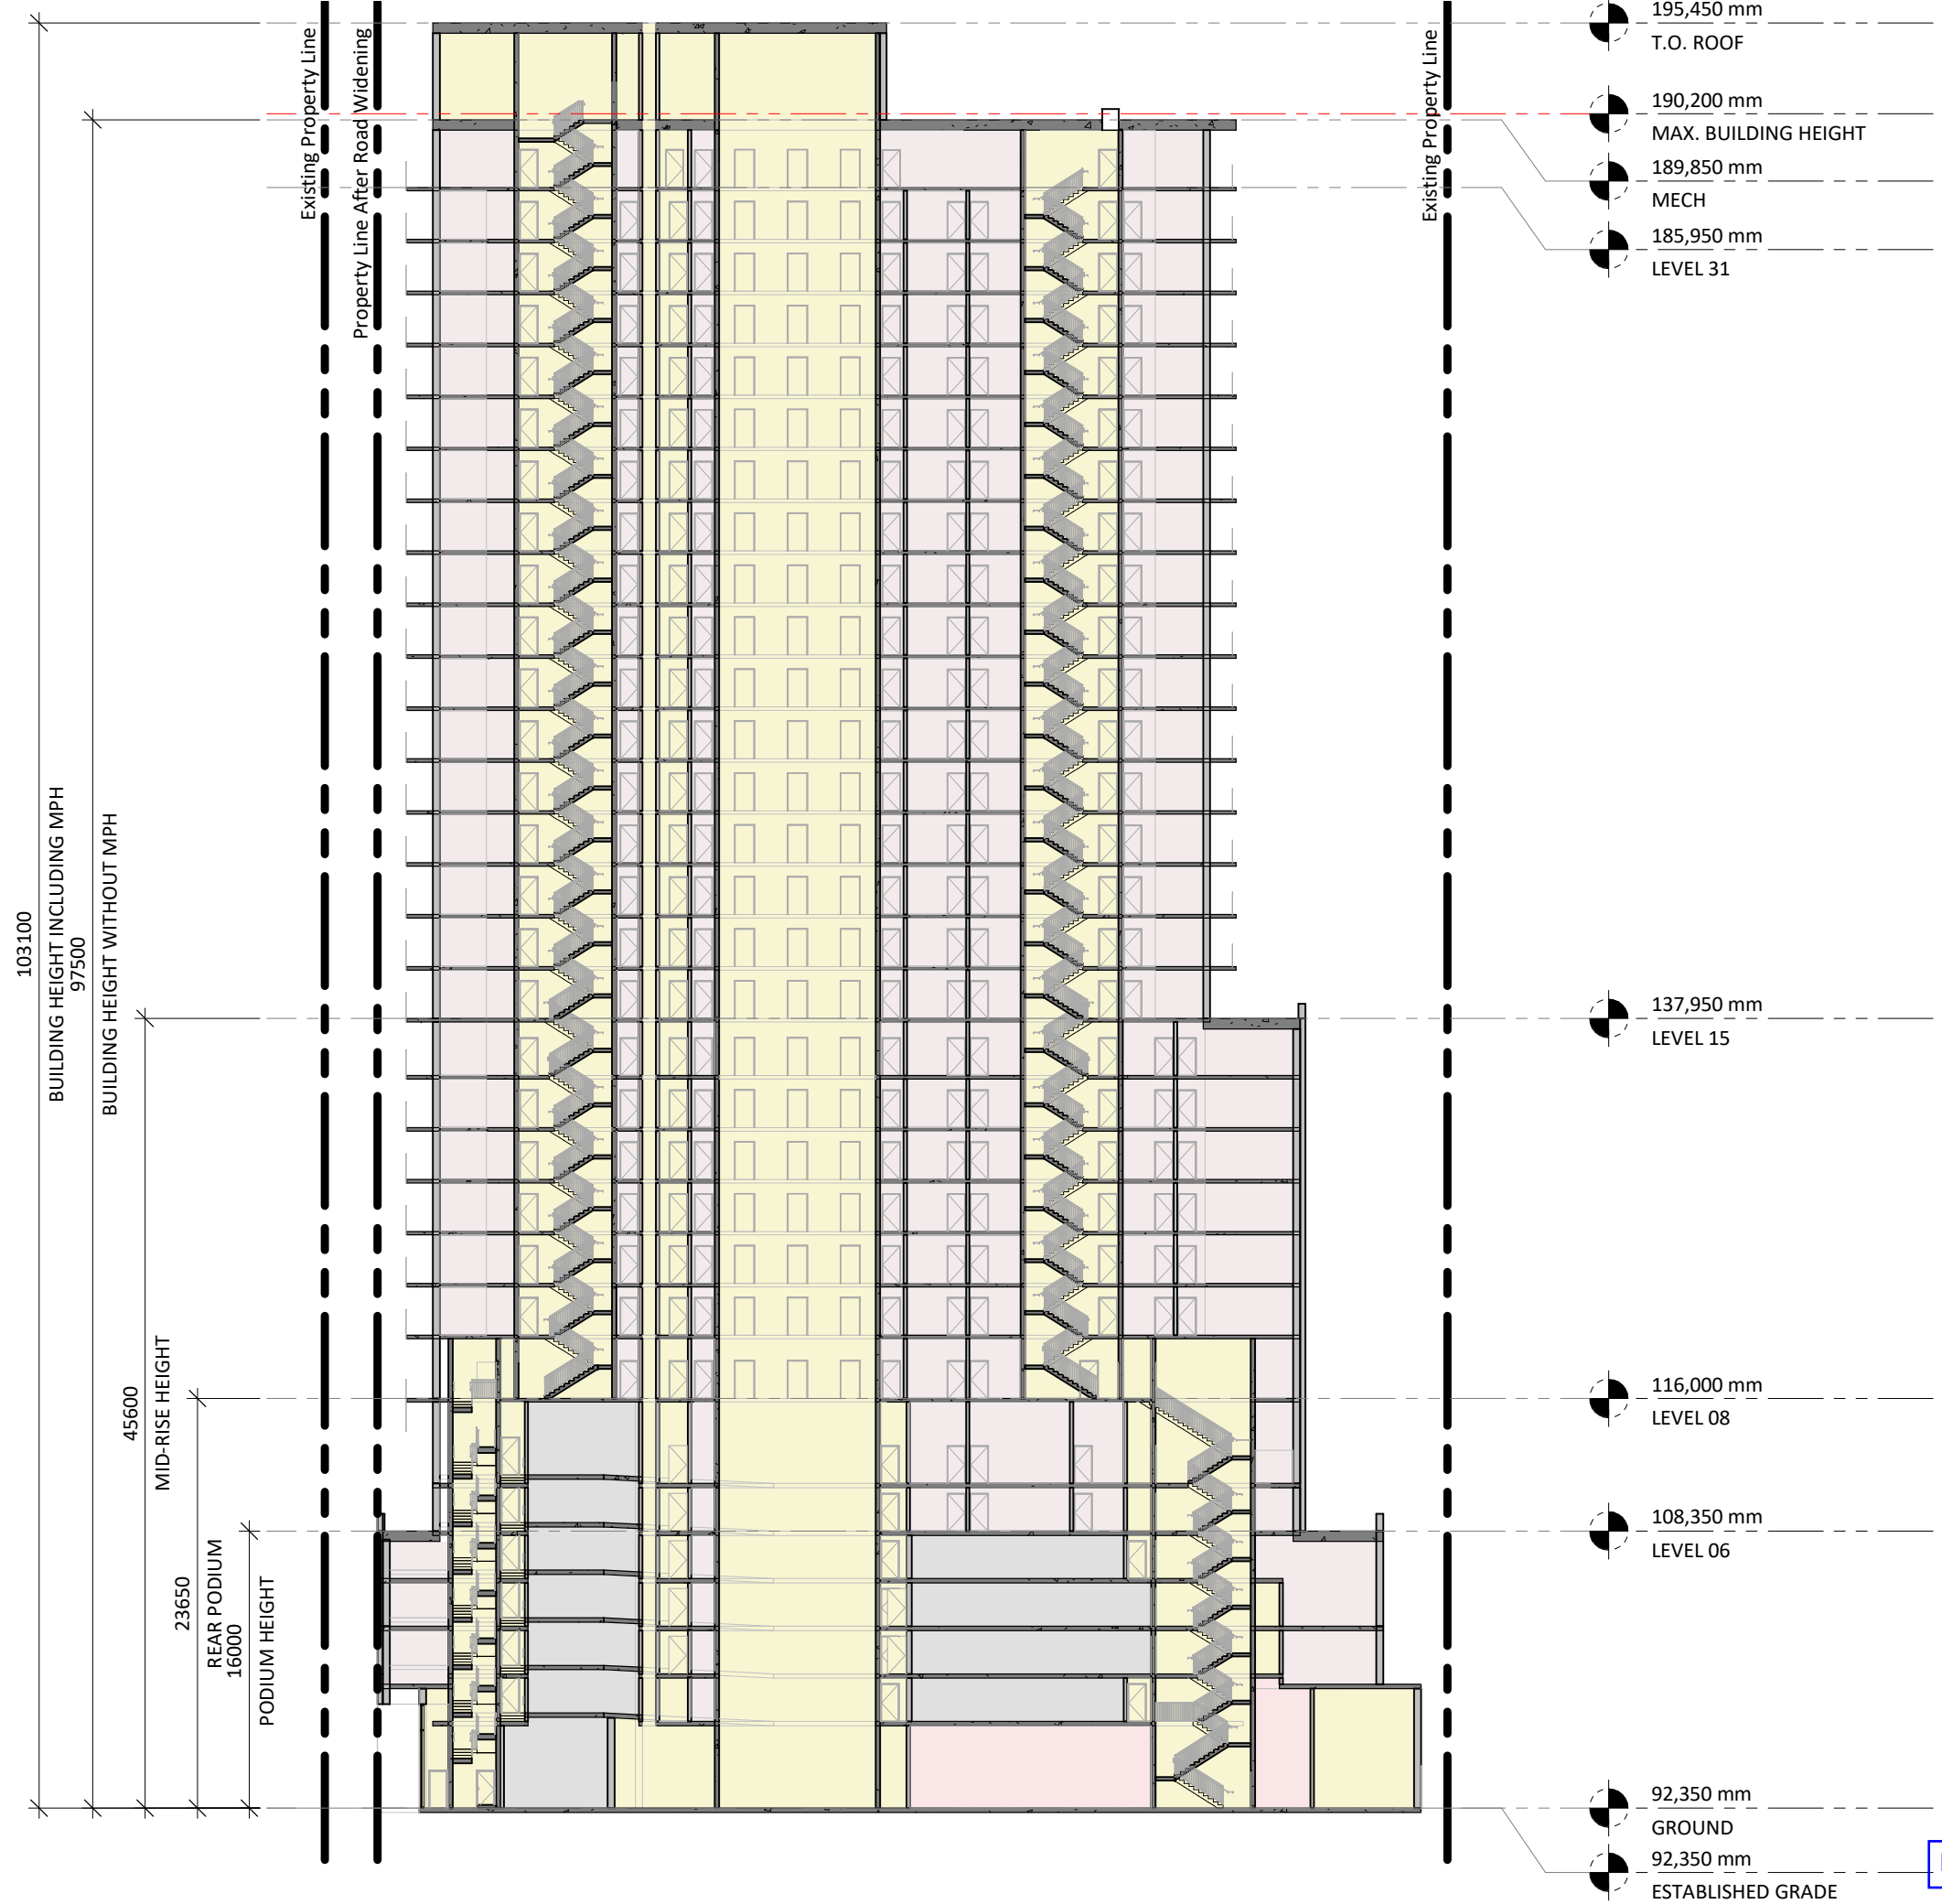 195,450 mm
T.O. ROOF
190,200 mm
MAX. BUILDING HEIGHT
189,850 mm
MECH
185,950 mm
LEVEL 31
137,950 mm
LEVEL 15
116,000 mm
LEVEL 08
108,350 mm
LEVEL 06
92,350 mm
GROUND
92,350 mm
ESTABLISHED GRADE
Existing Property Line
Property Line After Road Widening
Existing Property Line
103100
BUILDING HEIGHT INCLUDING MPH
97500
BUILDING HEIGHT WITHOUT MPH
45600
MID-RISE HEIGHT
23650
REAR PODIUM
16000
PODIUM HEIGHT